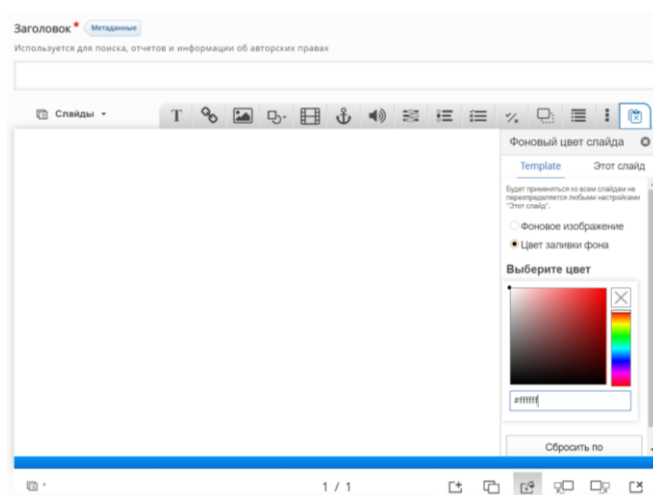 Заголовок * Метаданные
Используется для поиска, отчетов и информации об авторских правах
Слайды
T
Фоновый цвет слайда
Template Этот слайд
Будет применяться ко всем слайдам не
переопределяется любыми настройками
"Этот слайд".
Фоновое изображение
Цвет заливки фона
Выберите цвет
#ffffff
Сбросить по
1 / 1